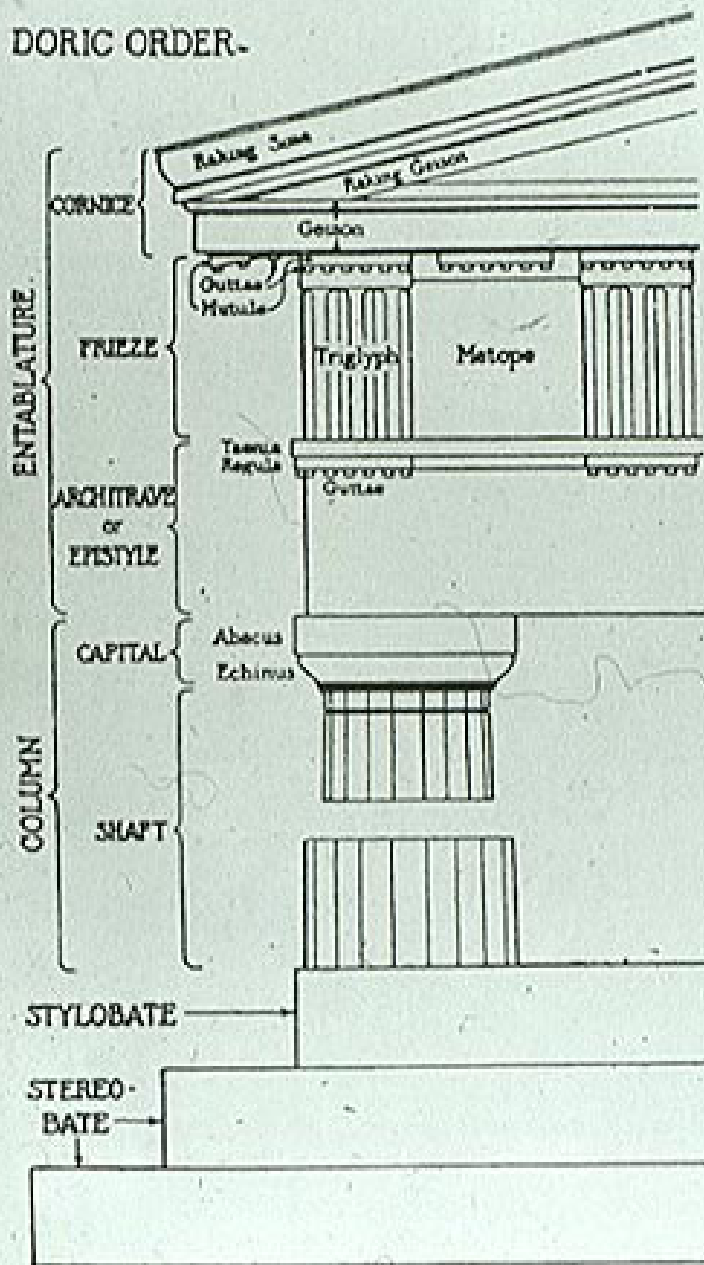 DORIC ORDER-
Raking Sima
Raking Geison
CORNICE
Geison
Guttae
Mutule
ENTABLATURE.
FRIEZE
Triglyph
Metope
Taenia
Regula
Guttae
ARCHITRAVE
or
EPISTYLE
CAPITAL
Abacus
Echinus
COLUMN
SHAFT
STYLOBATE
STEREO-
BATE